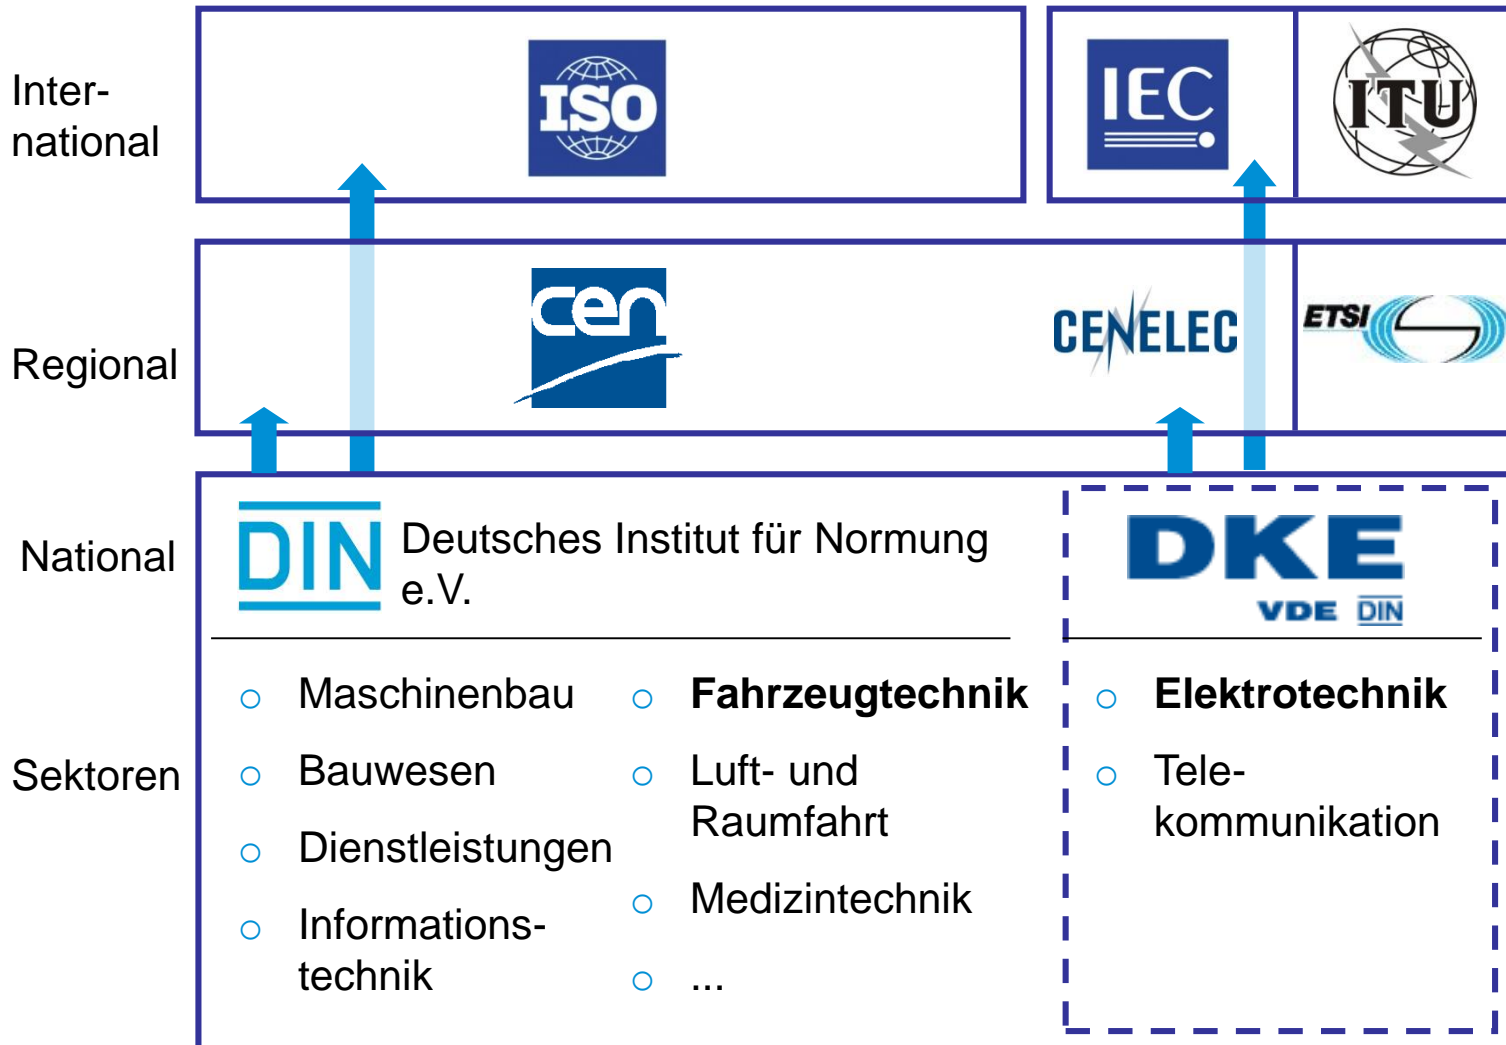 Inter-
national
ISO
IEC
ITU
Regional
cen
CENELEC
ETSI
National
DIN
Deutsches Institut für Normung
e.V.
DKE
VDE DIN
Sektoren
○ Maschinenbau
○ Bauwesen
○ Dienstleistungen
○ Informations-
technik
○ Fahrzeugtechnik
○ Luft- und
Raumfahrt
○ Medizintechnik
○ ...
○ Elektrotechnik
○ Tele-
kommunikation